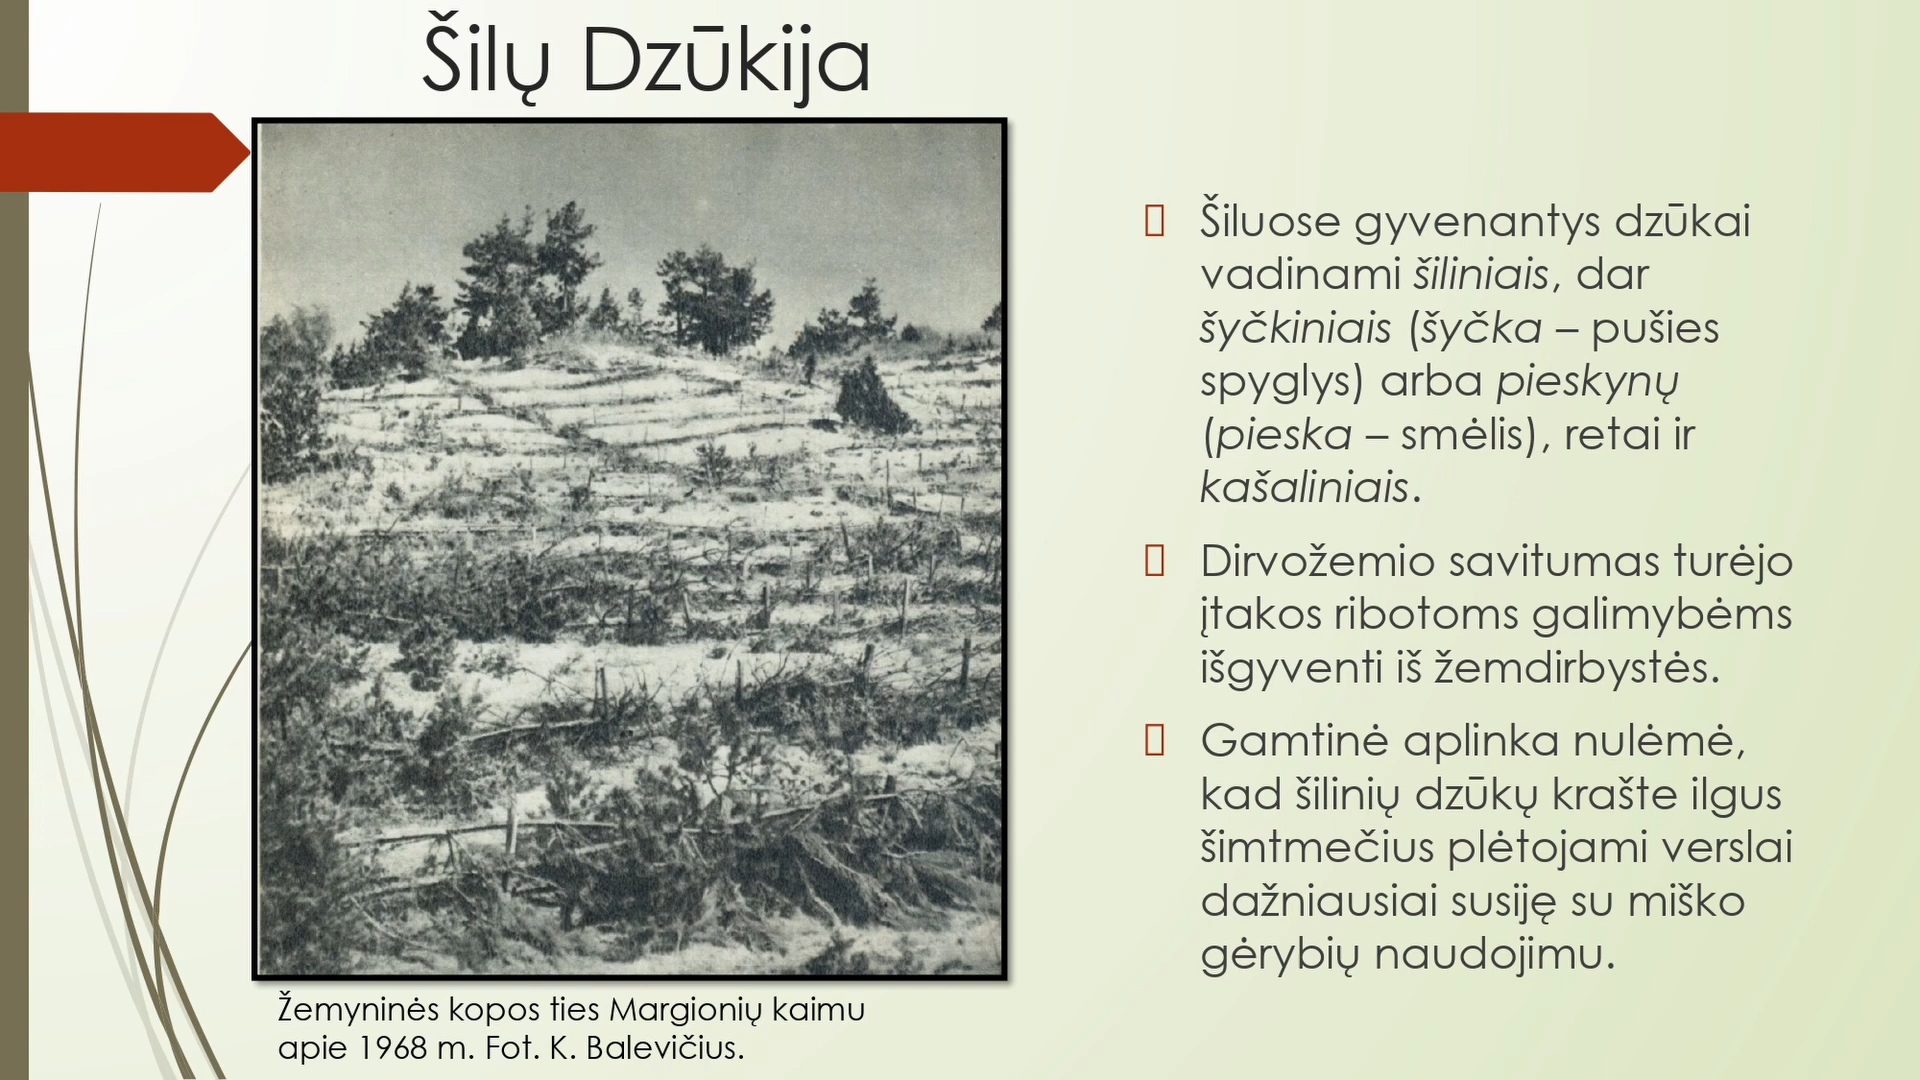 Šilų Dzūkija
Šiluose gyvenantys dzūkai
vadinami šiliniais, dar
šyčkiniais (šyčka – pušies
spyglys) arba pieskynų
(pieska – smėlis), retai ir
kašaliniais.
Dirvožemio savitumas turėjo
įtakos ribotoms galimybėms
išgyventi iš žemdirbystės.
Gamtinė aplinka nulėmė,
kad šilinių dzūkų krašte ilgus
šimtmečius plėtojami verslai
dažniausiai susiję su miško
gėrybių naudojimu.
Žemyninės kopos ties Margionių kaimu
apie 1968 m. Fot. K. Balevičius.